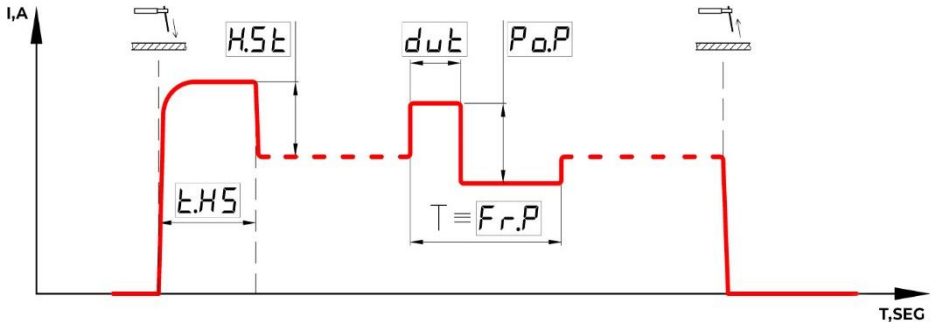 I,A
H.St
dut
Po.P
t.HS
T ≡ Fr.P
T,SEG